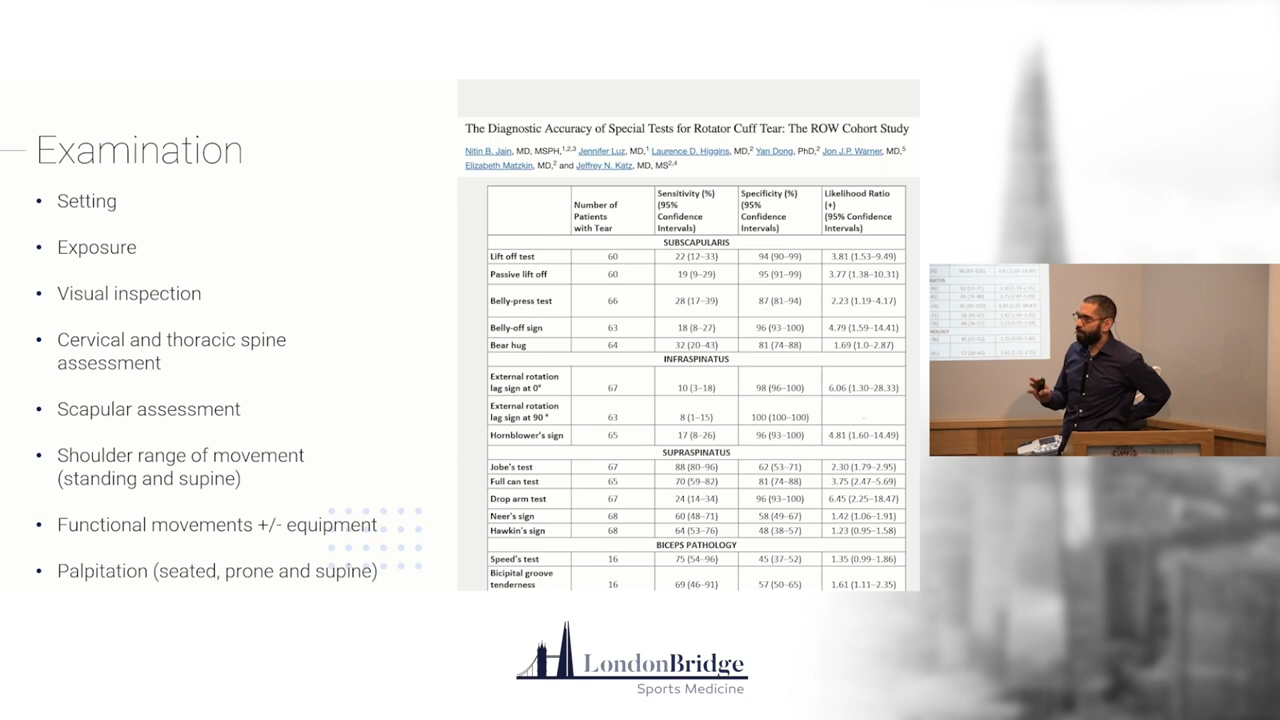 Examination
• Setting
• Exposure
• Visual inspection
• Cervical and thoracic spine
assessment
• Scapular assessment
• Shoulder range of movement
(standing and supine)
• Functional movements +/- equipment
• Palpitation (seated, prone and supine)
The Diagnostic Accuracy of Special Tests for Rotator Cuff Tear: The ROW Cohort Study
Nitin B. Jain, MD, MSPH,1,2,3 Jennifer Luz, MD,1 Laurence D. Higgins, MD,2 Yan Dong, PhD,2 Jon J.P. Warner, MD,5
Elizabeth Matzkin, MD,2 and Jeffrey N. Katz, MD, MS2,4
Number of Patients with Tear Sensitivity (%) (95% Confidence Intervals) Specificity (%) (95% Confidence Intervals) Likelihood Ratio (+) (95% Confidence Intervals)
SUBSCAPULARIS
Lift off test 60 22 (12–33) 94 (90–99) 3.81 (1.53–9.49)
Passive lift off 60 19 (9–29) 95 (91–99) 3.77 (1.38–10.31)
Belly-press test 66 28 (17–39) 87 (81–94) 2.23 (1.19–4.17)
Belly-off sign 63 18 (8–27) 96 (93–100) 4.79 (1.59–14.41)
Bear hug 64 32 (20–43) 81 (74–88) 1.69 (1.0–2.87)
INFRASPINATUS
External rotation lag sign at 0° 67 10 (3–18) 98 (96–100) 6.06 (1.30–28.33)
External rotation lag sign at 90 ° 63 8 (1–15) 100 (100–100) -
Hornblower's sign 65 17 (8–26) 96 (93–100) 4.81 (1.60–14.49)
SUPRASPINATUS
Jobe's test 67 88 (80–96) 62 (53–71) 2.30 (1.79–2.95)
Full can test 65 70 (59–82) 81 (74–88) 3.75 (2.47–5.69)
Drop arm test 67 24 (14–34) 96 (93–100) 6.45 (2.25–18.47)
Neer's sign 68 60 (48–71) 58 (49–67) 1.42 (1.06–1.91)
Hawkin's sign 68 64 (53–76) 48 (38–57) 1.23 (0.95–1.58)
BICEPS PATHOLOGY
Speed's test 16 75 (54–96) 45 (37–52) 1.35 (0.99–1.86)
Bicipital groove tenderness 16 69 (46–91) 57 (50–65) 1.61 (1.11–2.35)
LondonBridge
Sports Medicine